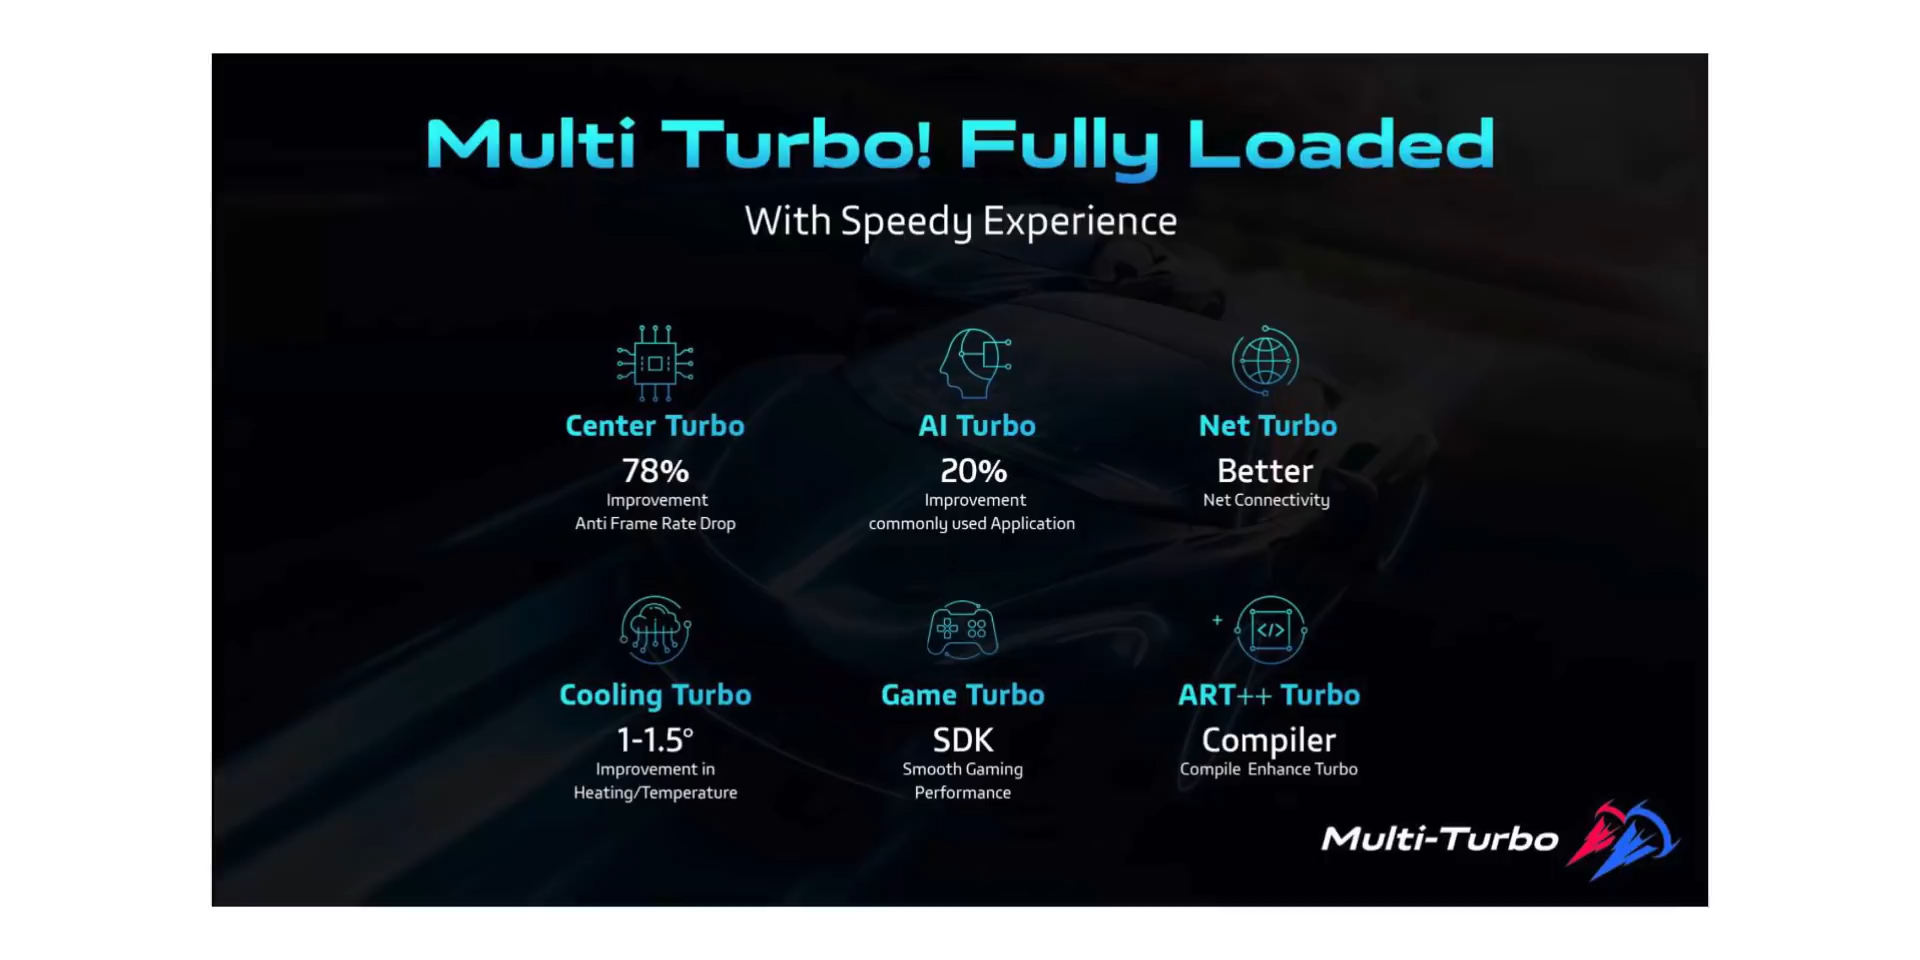 Multi Turbo! Fully Loaded
With Speedy Experience
Center Turbo
78%
Improvement
Anti Frame Rate Drop
AI Turbo
20%
Improvement
commonly used Application
Net Turbo
Better
Net Connectivity
Cooling Turbo
1-1.5°
Improvement in
Heating/Temperature
Game Turbo
SDK
Smooth Gaming
Performance
+
</>
ART++ Turbo
Compiler
Compile Enhance Turbo
Multi-Turbo